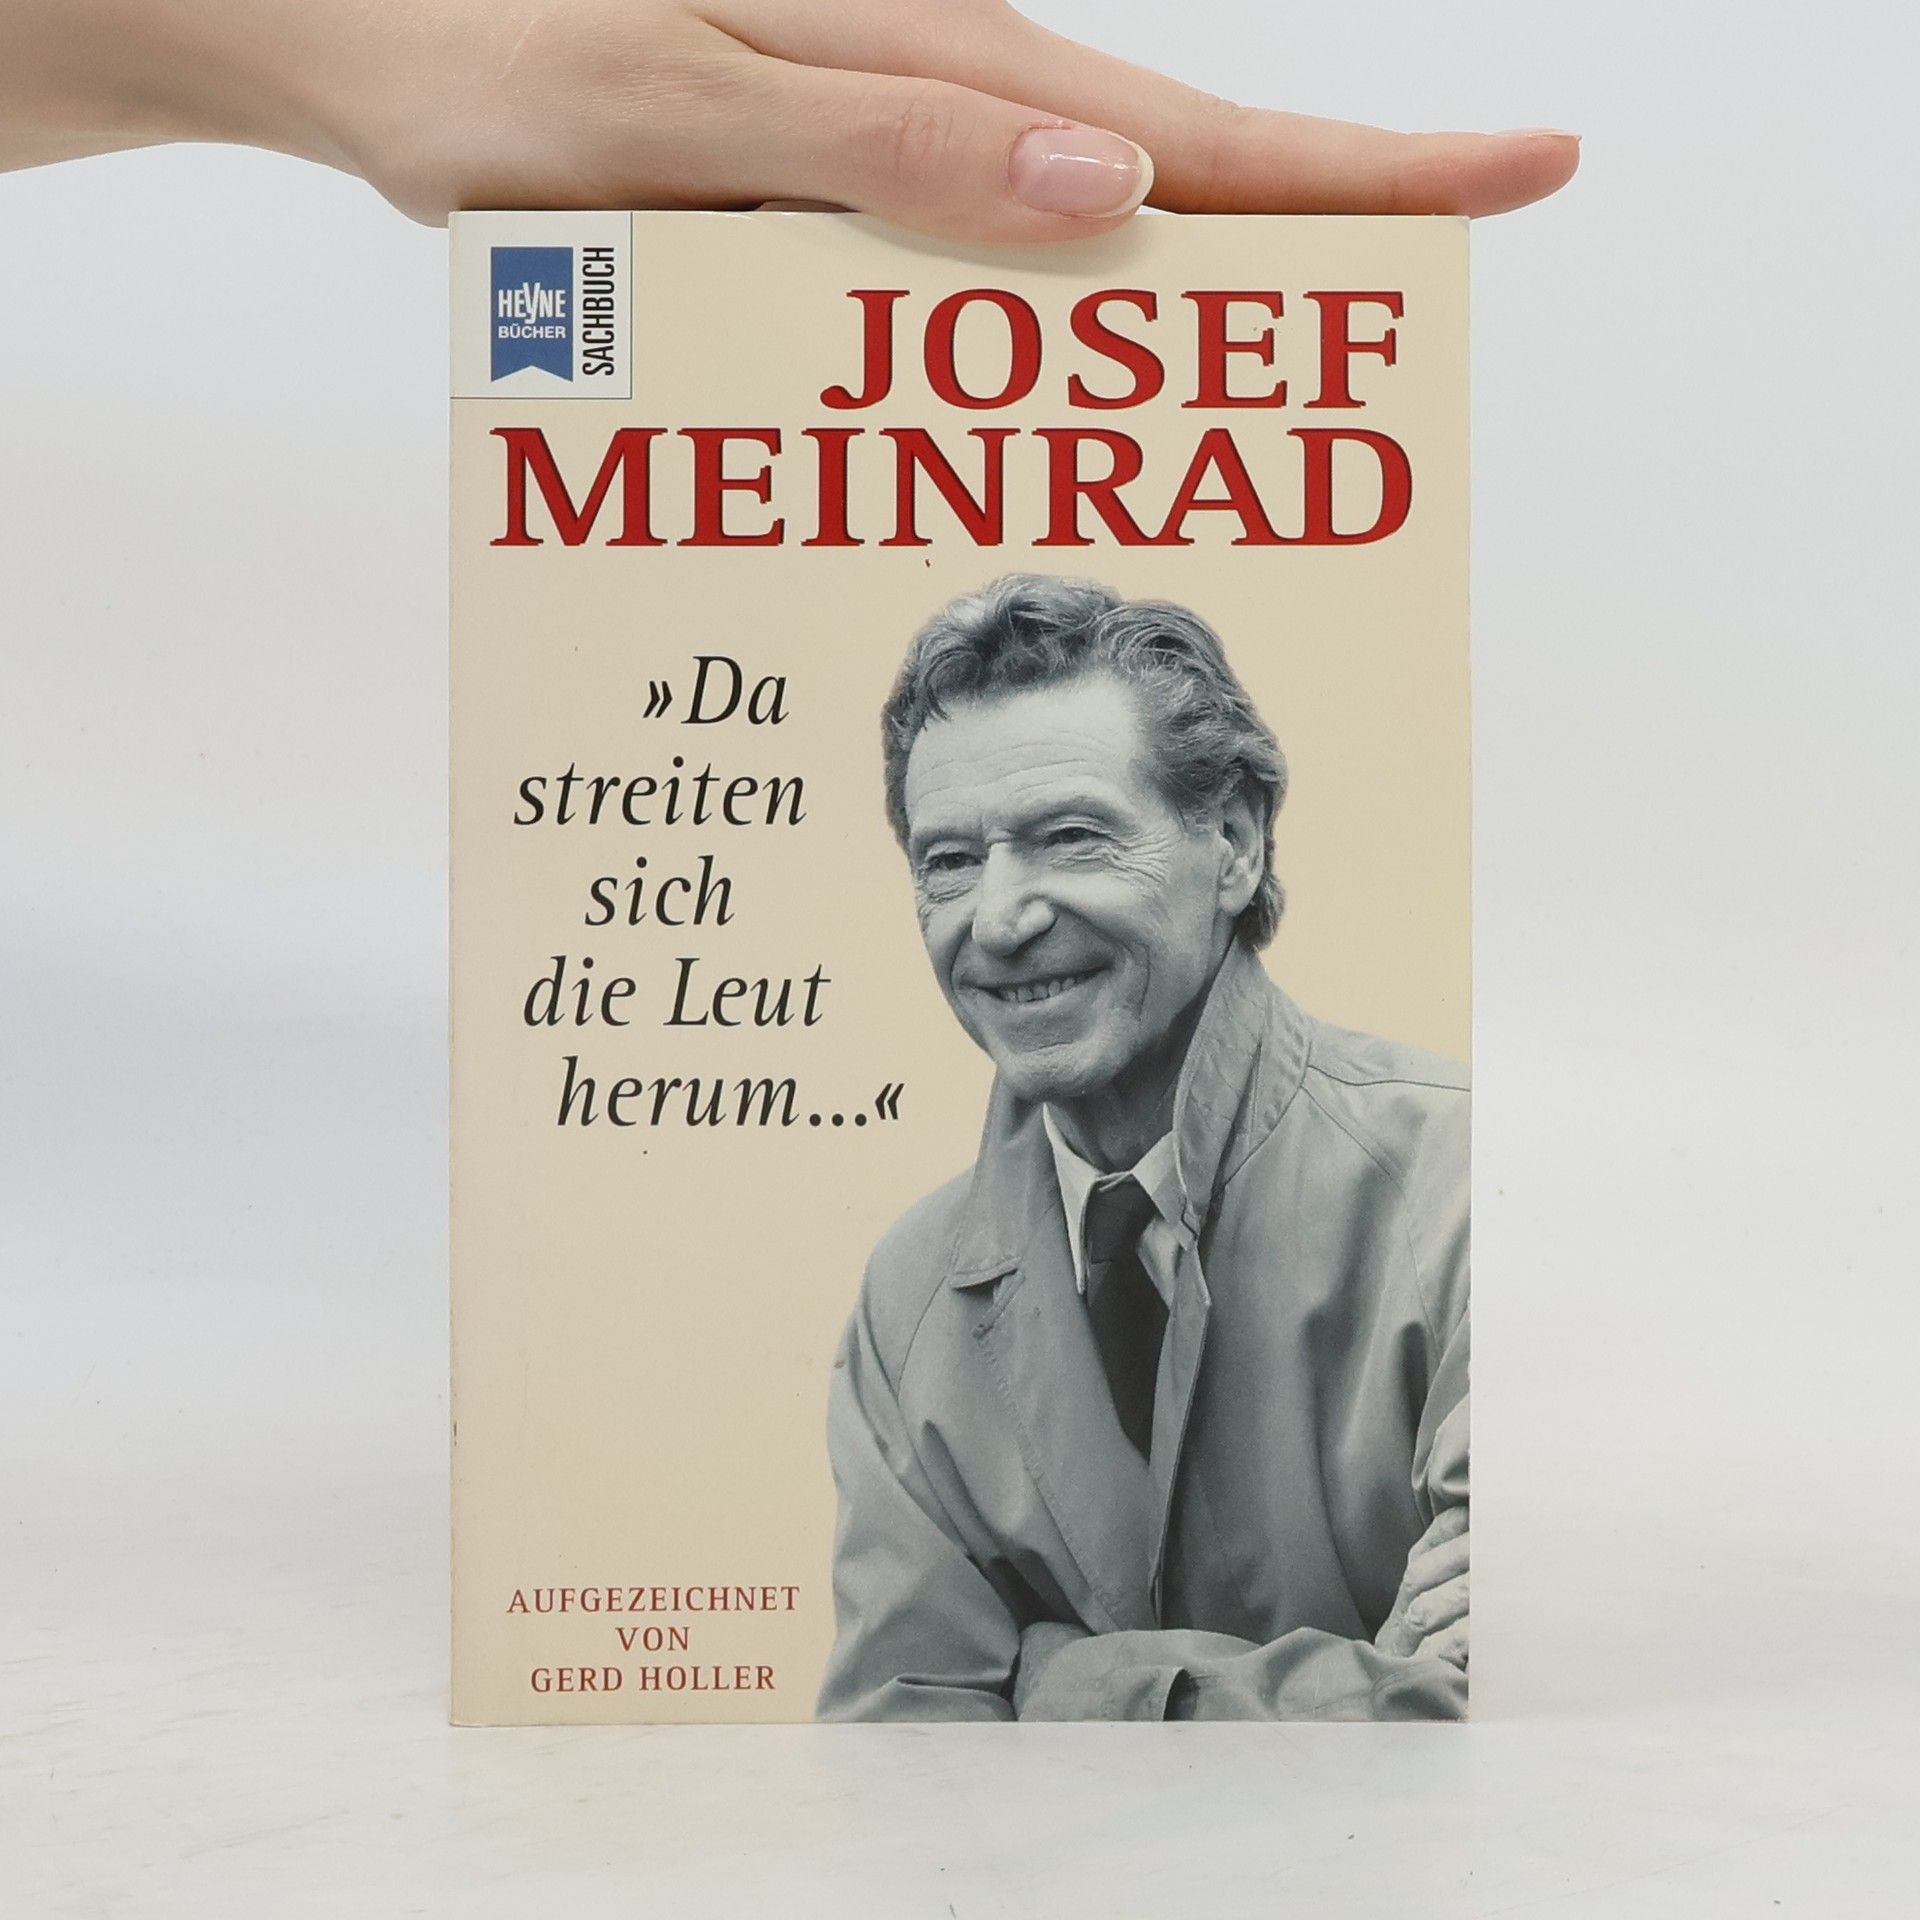 HEYNE
BÜCHER
SACHBUCH
JOSEF
MEINRAD
»Da
streiten
sich
die Leut
herum...«
AUFGEZEICHNET
VON
GERD HOLLER